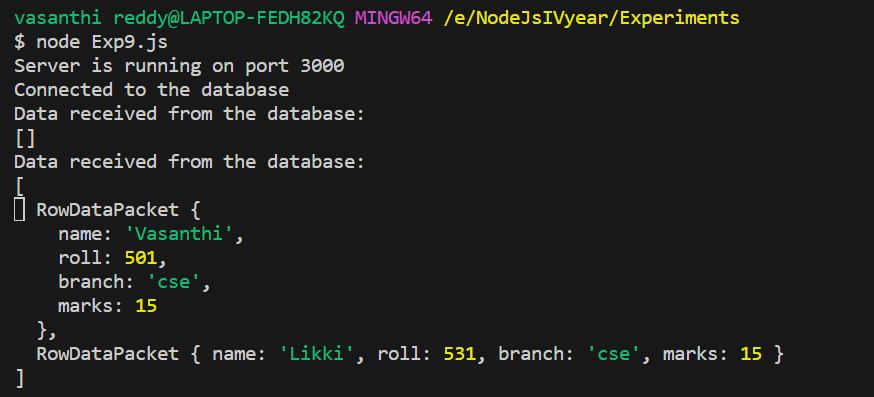 vasanthi reddy@LAPTOP-FEDH82KQ MINGW64 /e/NodeJsIVyear/Experiments
$ node Exp9.js
Server is running on port 3000
Connected to the database
Data received from the database:
[]
Data received from the database:
[
  RowDataPacket {
    name: 'Vasanthi',
    roll: 501,
    branch: 'cse',
    marks: 15
  },
  RowDataPacket { name: 'Likki', roll: 531, branch: 'cse', marks: 15 }
]